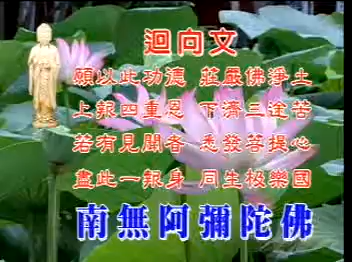 迴向文
願以此功德 莊嚴佛淨土
上報四重恩 下濟三途苦
若有見聞者 悉發菩提心
盡此一報身 同生極樂國
南無阿彌陀佛